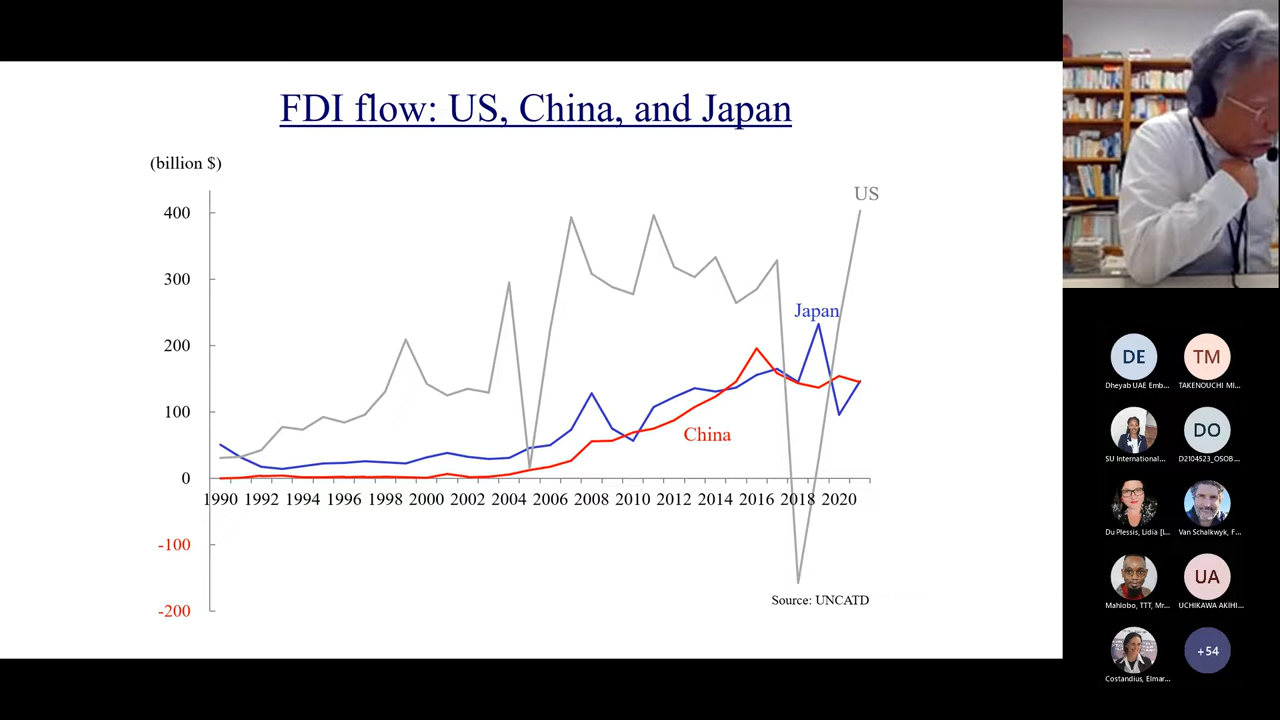 FDI flow: US, China, and Japan
(billion $)
US
400
300
Japan
200
100
China
0
1990 1992 1994 1996 1998 2000 2002 2004 2006 2008 2010 2012 2014 2016 2018 2020
-100
-200
Source: UNCATD
DE
TM
Dheyab UAE Emb...
TAKENOUCHI MI...
DO
SU International...
D2104523_OSOB...
Du Plessis, Lidia [l...
Van Schalkwyk, F...
UA
Mahlobo, TTT, Mr...
UCHIKAWA AKIHI...
+54
Costandius, Elmar...